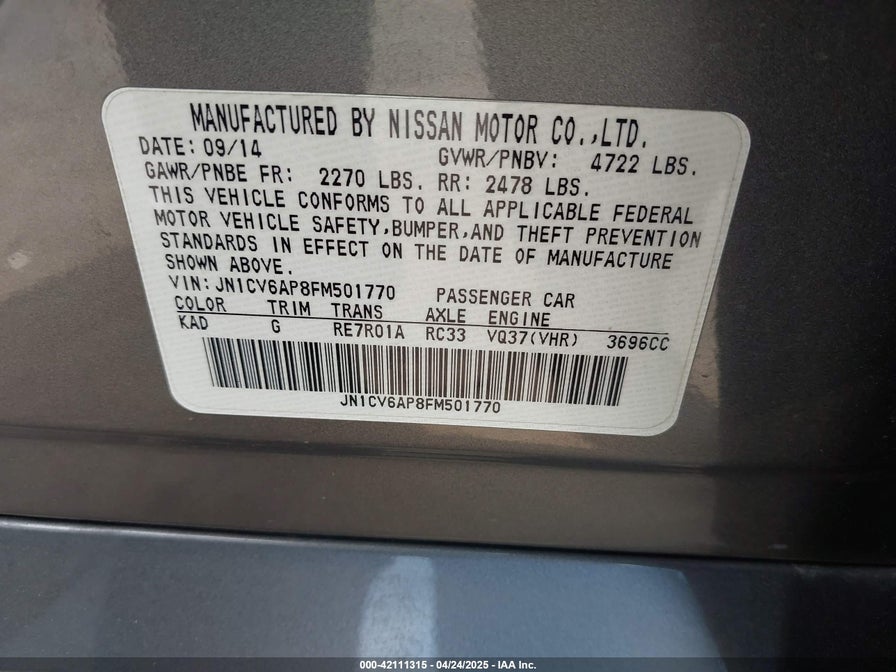 MANUFACTURED BY NISSAN MOTOR CO.,LTD.
DATE: 09/14 GVWR/PNBV: 4722 LBS.
GAWR/PNBE FR: 2270 LBS. RR: 2478 LBS.
THIS VEHICLE CONFORMS TO ALL APPLICABLE FEDERAL
MOTOR VEHICLE SAFETY,BUMPER,AND THEFT PREVENTION
STANDARDS IN EFFECT ON THE DATE OF MANUFACTURE
SHOWN ABOVE.
VIN: JN1CV6AP8FM501770 PASSENGER CAR
COLOR TRIM TRANS AXLE ENGINE
KAD G RE7R01A RC33 VQ37(VHR) 3696CC
JN1CV6AP8FM501770
000-42111315 - 04/24/2025 - IAA Inc.